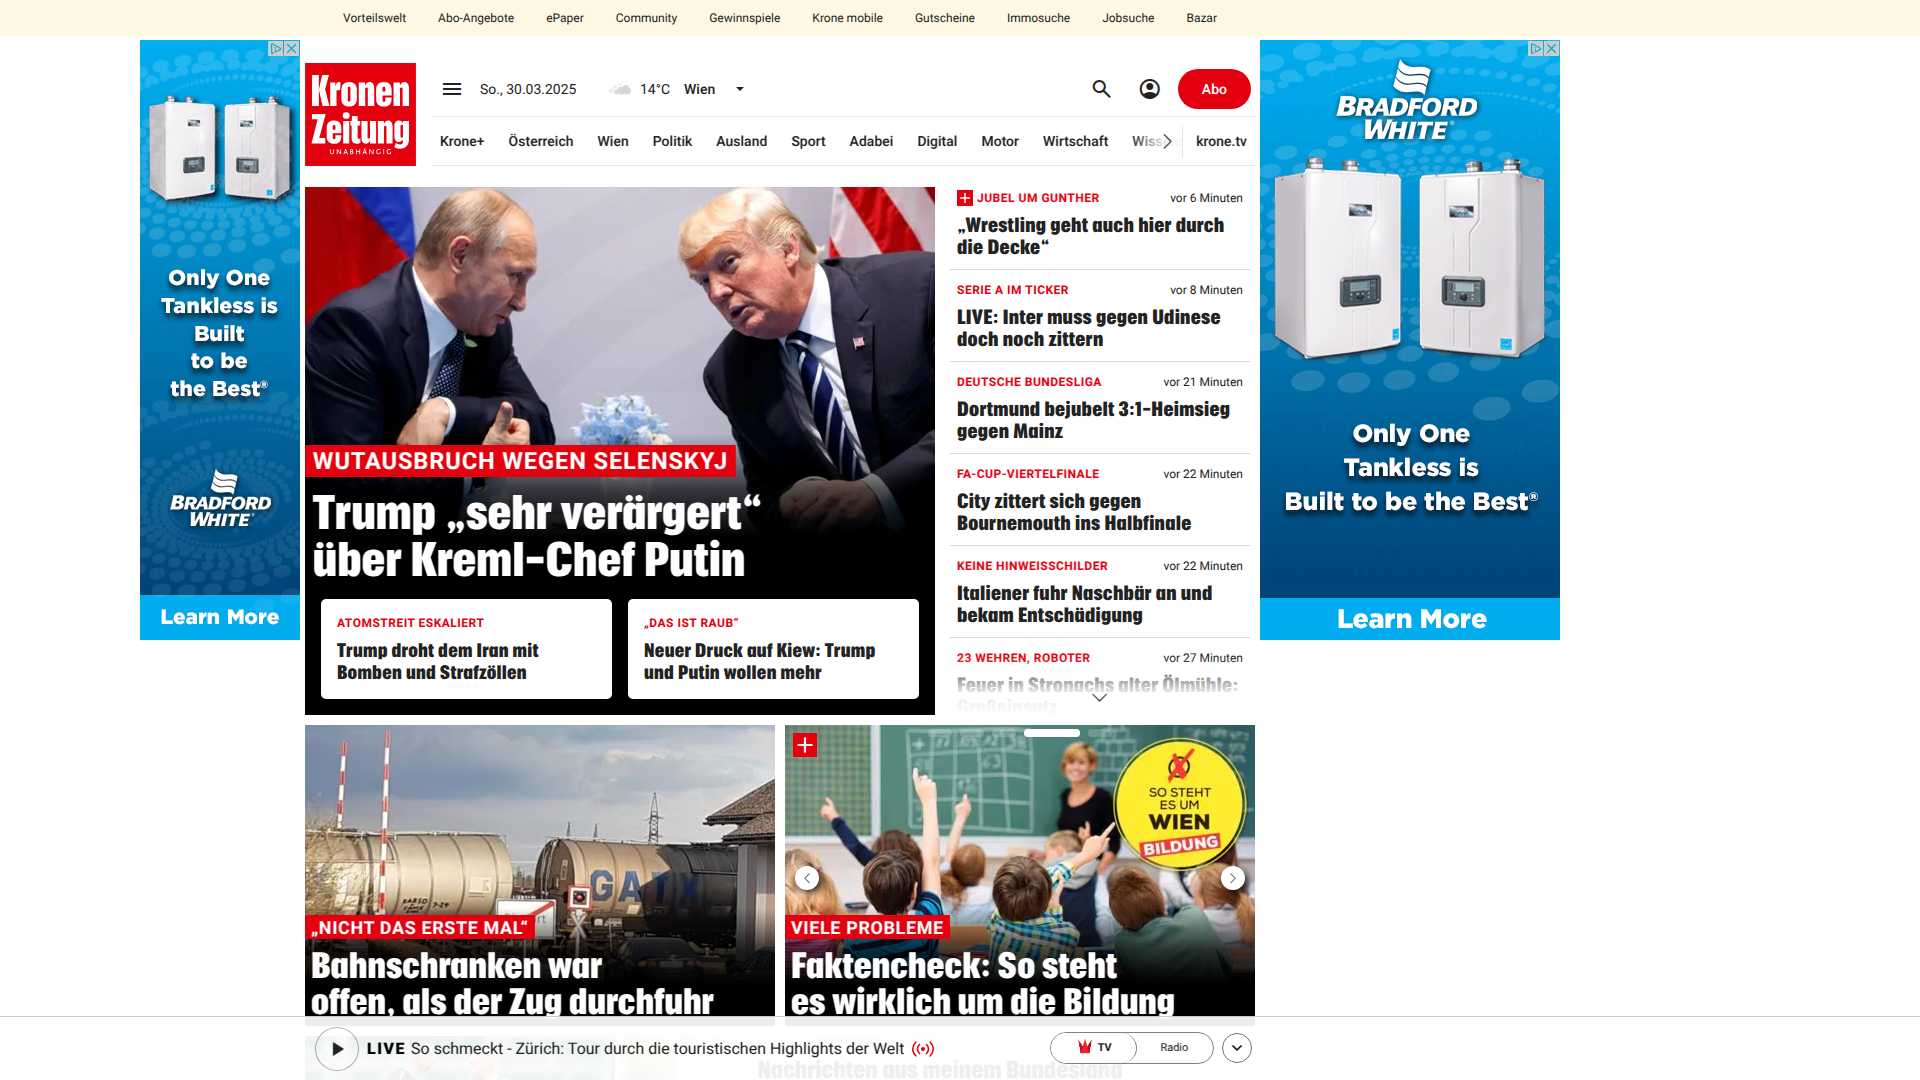 Vorteilswelt Abo-Angebote ePaper Community Gewinnspiele Krone mobile Gutscheine Immosuche Jobsuche Bazar
Kronen
Zeitung
UNABHÄNGIG
So., 30.03.2025 14°C Wien
Abo
Krone+ Österreich Wien Politik Ausland Sport Adabei Digital Motor Wirtschaft Wiss krone.tv
Only One
Tankless is
Built
to be
the Best®
BRADFORD
WHITE
Learn More
WUTAUSBRUCH WEGEN SELENSKYJ
Trump „sehr verärgert“
über Kreml-Chef Putin
ATOMSTREIT ESKALIERT
Trump droht dem Iran mit
Bomben und Strafzöllen
„DAS IST RAUB“
Neuer Druck auf Kiew: Trump
und Putin wollen mehr
JUBEL UM GUNTHER vor 6 Minuten
„Wrestling geht auch hier durch
die Decke“
SERIE A IM TICKER vor 8 Minuten
LIVE: Inter muss gegen Udinese
doch noch zittern
DEUTSCHE BUNDESLIGA vor 21 Minuten
Dortmund bejubelt 3:1-Heimsieg
gegen Mainz
FA-CUP-VIERTELFINALE vor 22 Minuten
City zittert sich gegen
Bournemouth ins Halbfinale
KEINE HINWEISSCHILDER vor 22 Minuten
Italiener fuhr Naschbär an und
bekam Entschädigung
23 WEHREN, ROBOTER vor 27 Minuten
Feuer in Stronachs alter Ölmühle:
Großeinsatz
BRADFORD
WHITE
Only One
Tankless is
Built to be the Best®
Learn More
GATX
„NICHT DAS ERSTE MAL“
Bahnschranken war
offen, als der Zug durchfuhr
SO STEHT
ES UM
WIEN
BILDUNG
VIELE PROBLEME
Faktencheck: So steht
es wirklich um die Bildung
LIVE So schmeckt - Zürich: Tour durch die touristischen Highlights der Welt
TV Radio
Nachrichten aus meinem Bundesland